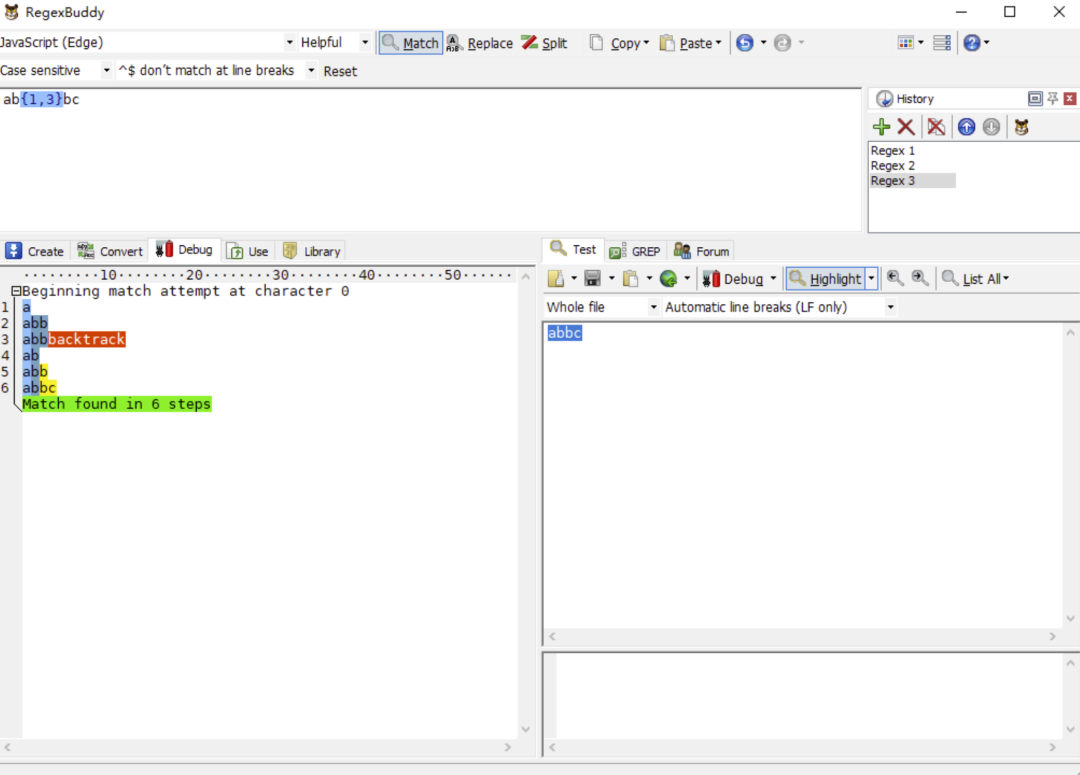 RegexBuddy
JavaScript (Edge) Helpful Match Replace Split Copy Paste
Case sensitive ^$ don't match at line breaks Reset
ab{1,3}bc
History
Regex 1
Regex 2
Regex 3
Create Convert Debug Use Library
Test GREP Forum
·········10········20········30········40········50······
Debug Highlight List All
Whole file Automatic line breaks (LF only)
Beginning match attempt at character 0
1 a
2 abb
3 abbbacktrack
4 ab
5 abb
6 abbc
Match found in 6 steps
abbc